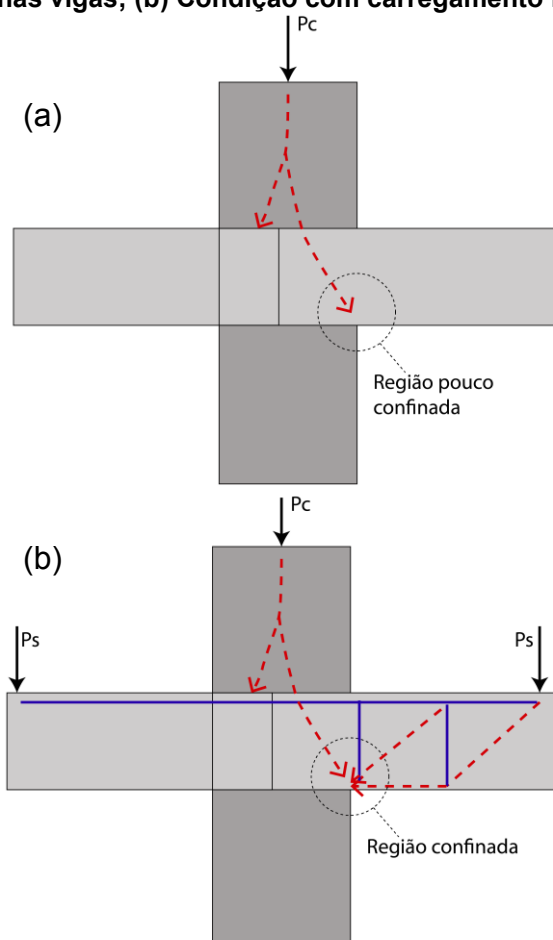 nas vigas; (b) Condição com carregamento
Pc
(a)
Região pouco
confinada
Pc
(b)
Ps
Ps
Região confinada